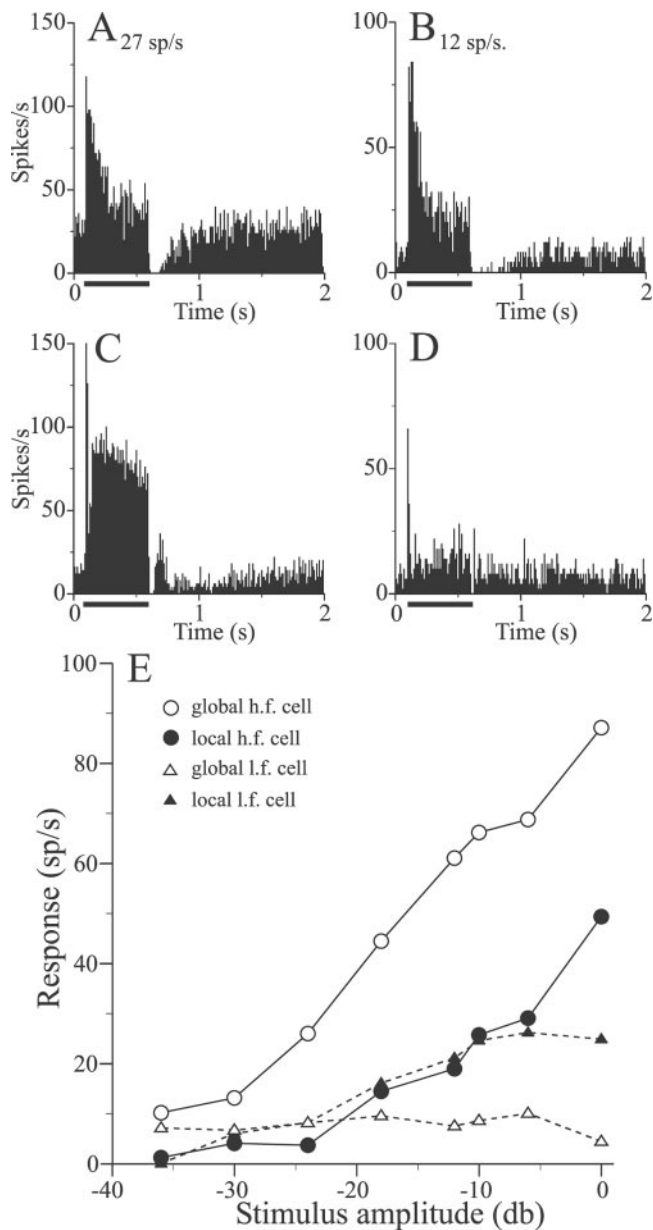 A 27 sp/s
B 12 sp/s.
150
100
50
0
Spikes/s
0 1 2
Time (s)
100
50
0
0 1 2
Time (s)
C
D
150
100
50
0
Spikes/s
0 1 2
Time (s)
100
50
0
0 1 2
Time (s)
E
global h.f. cell
local h.f. cell
global l.f. cell
local l.f. cell
100
80
60
40
20
0
Response (sp/s)
-40 -30 -20 -10 0
Stimulus amplitude (db)